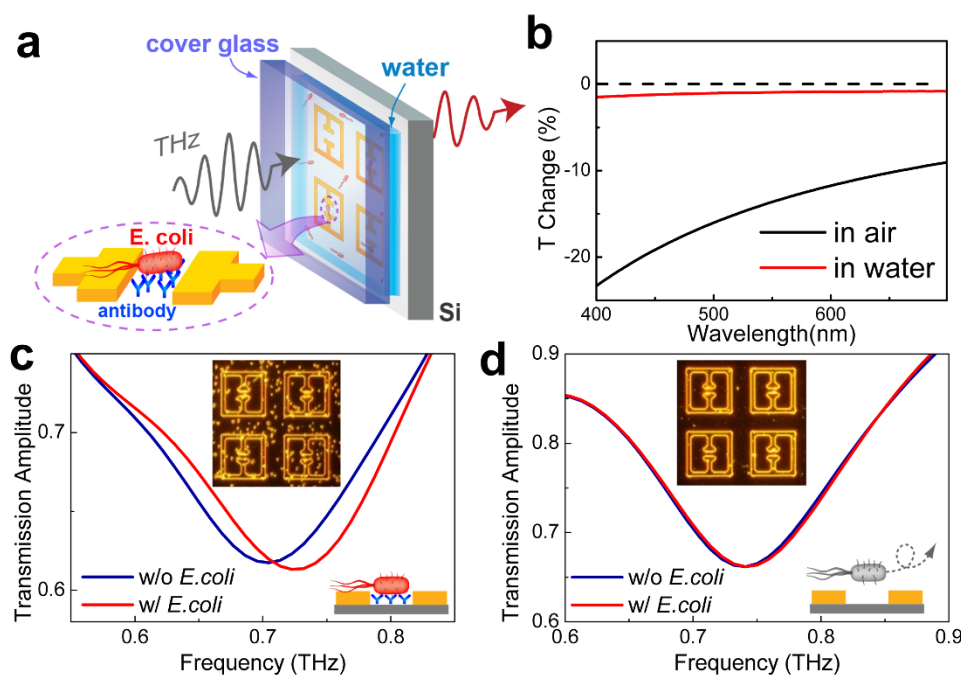 a
cover glass
water
THz
E. coli
antibody
Si
b
T Change (%)
0
-10
-20
in air
in water
400
500
600
Wavelength(nm)
c
Transmission Amplitude
0.7
0.6
w/o E.coli
w/ E.coli
0.6
0.7
0.8
Frequency (THz)
d
Transmission Amplitude
0.9
0.8
0.7
0.6
w/o E.coli
w/ E.coli
0.6
0.7
0.8
0.9
Frequency (THz)